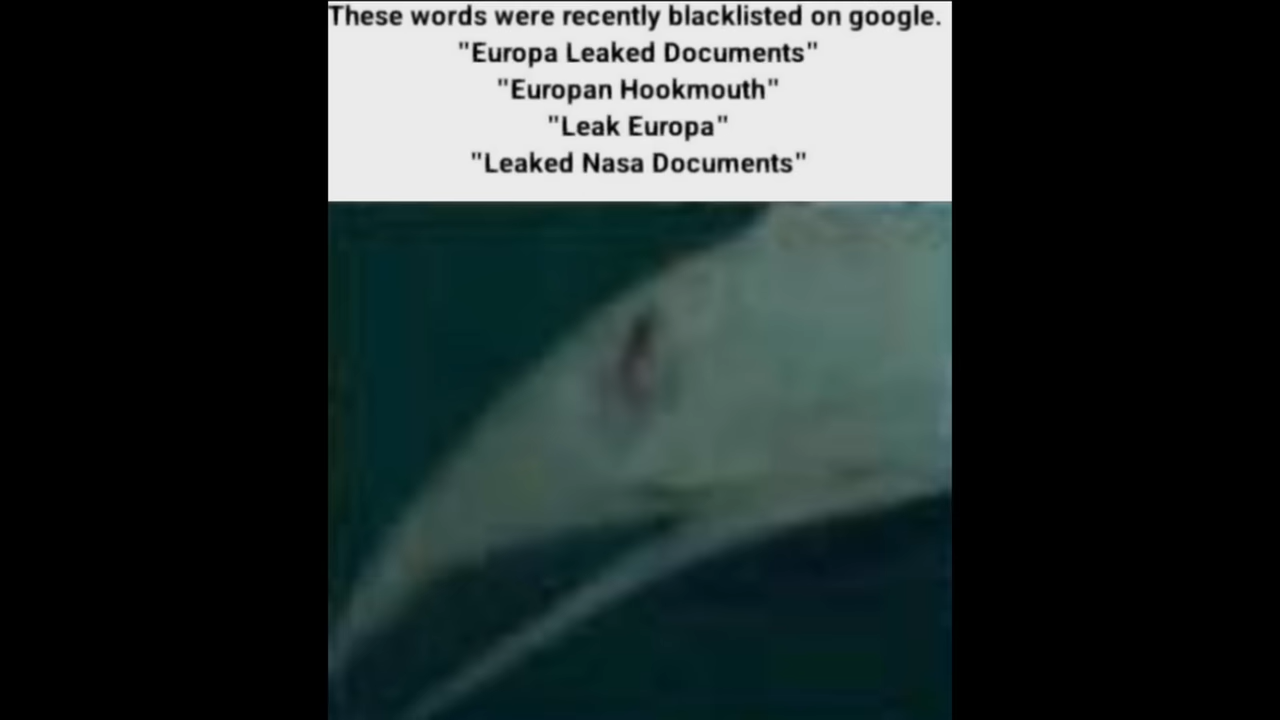 These words were recently blacklisted on google.
"Europa Leaked Documents"
"Europan Hookmouth"
"Leak Europa"
"Leaked Nasa Documents"